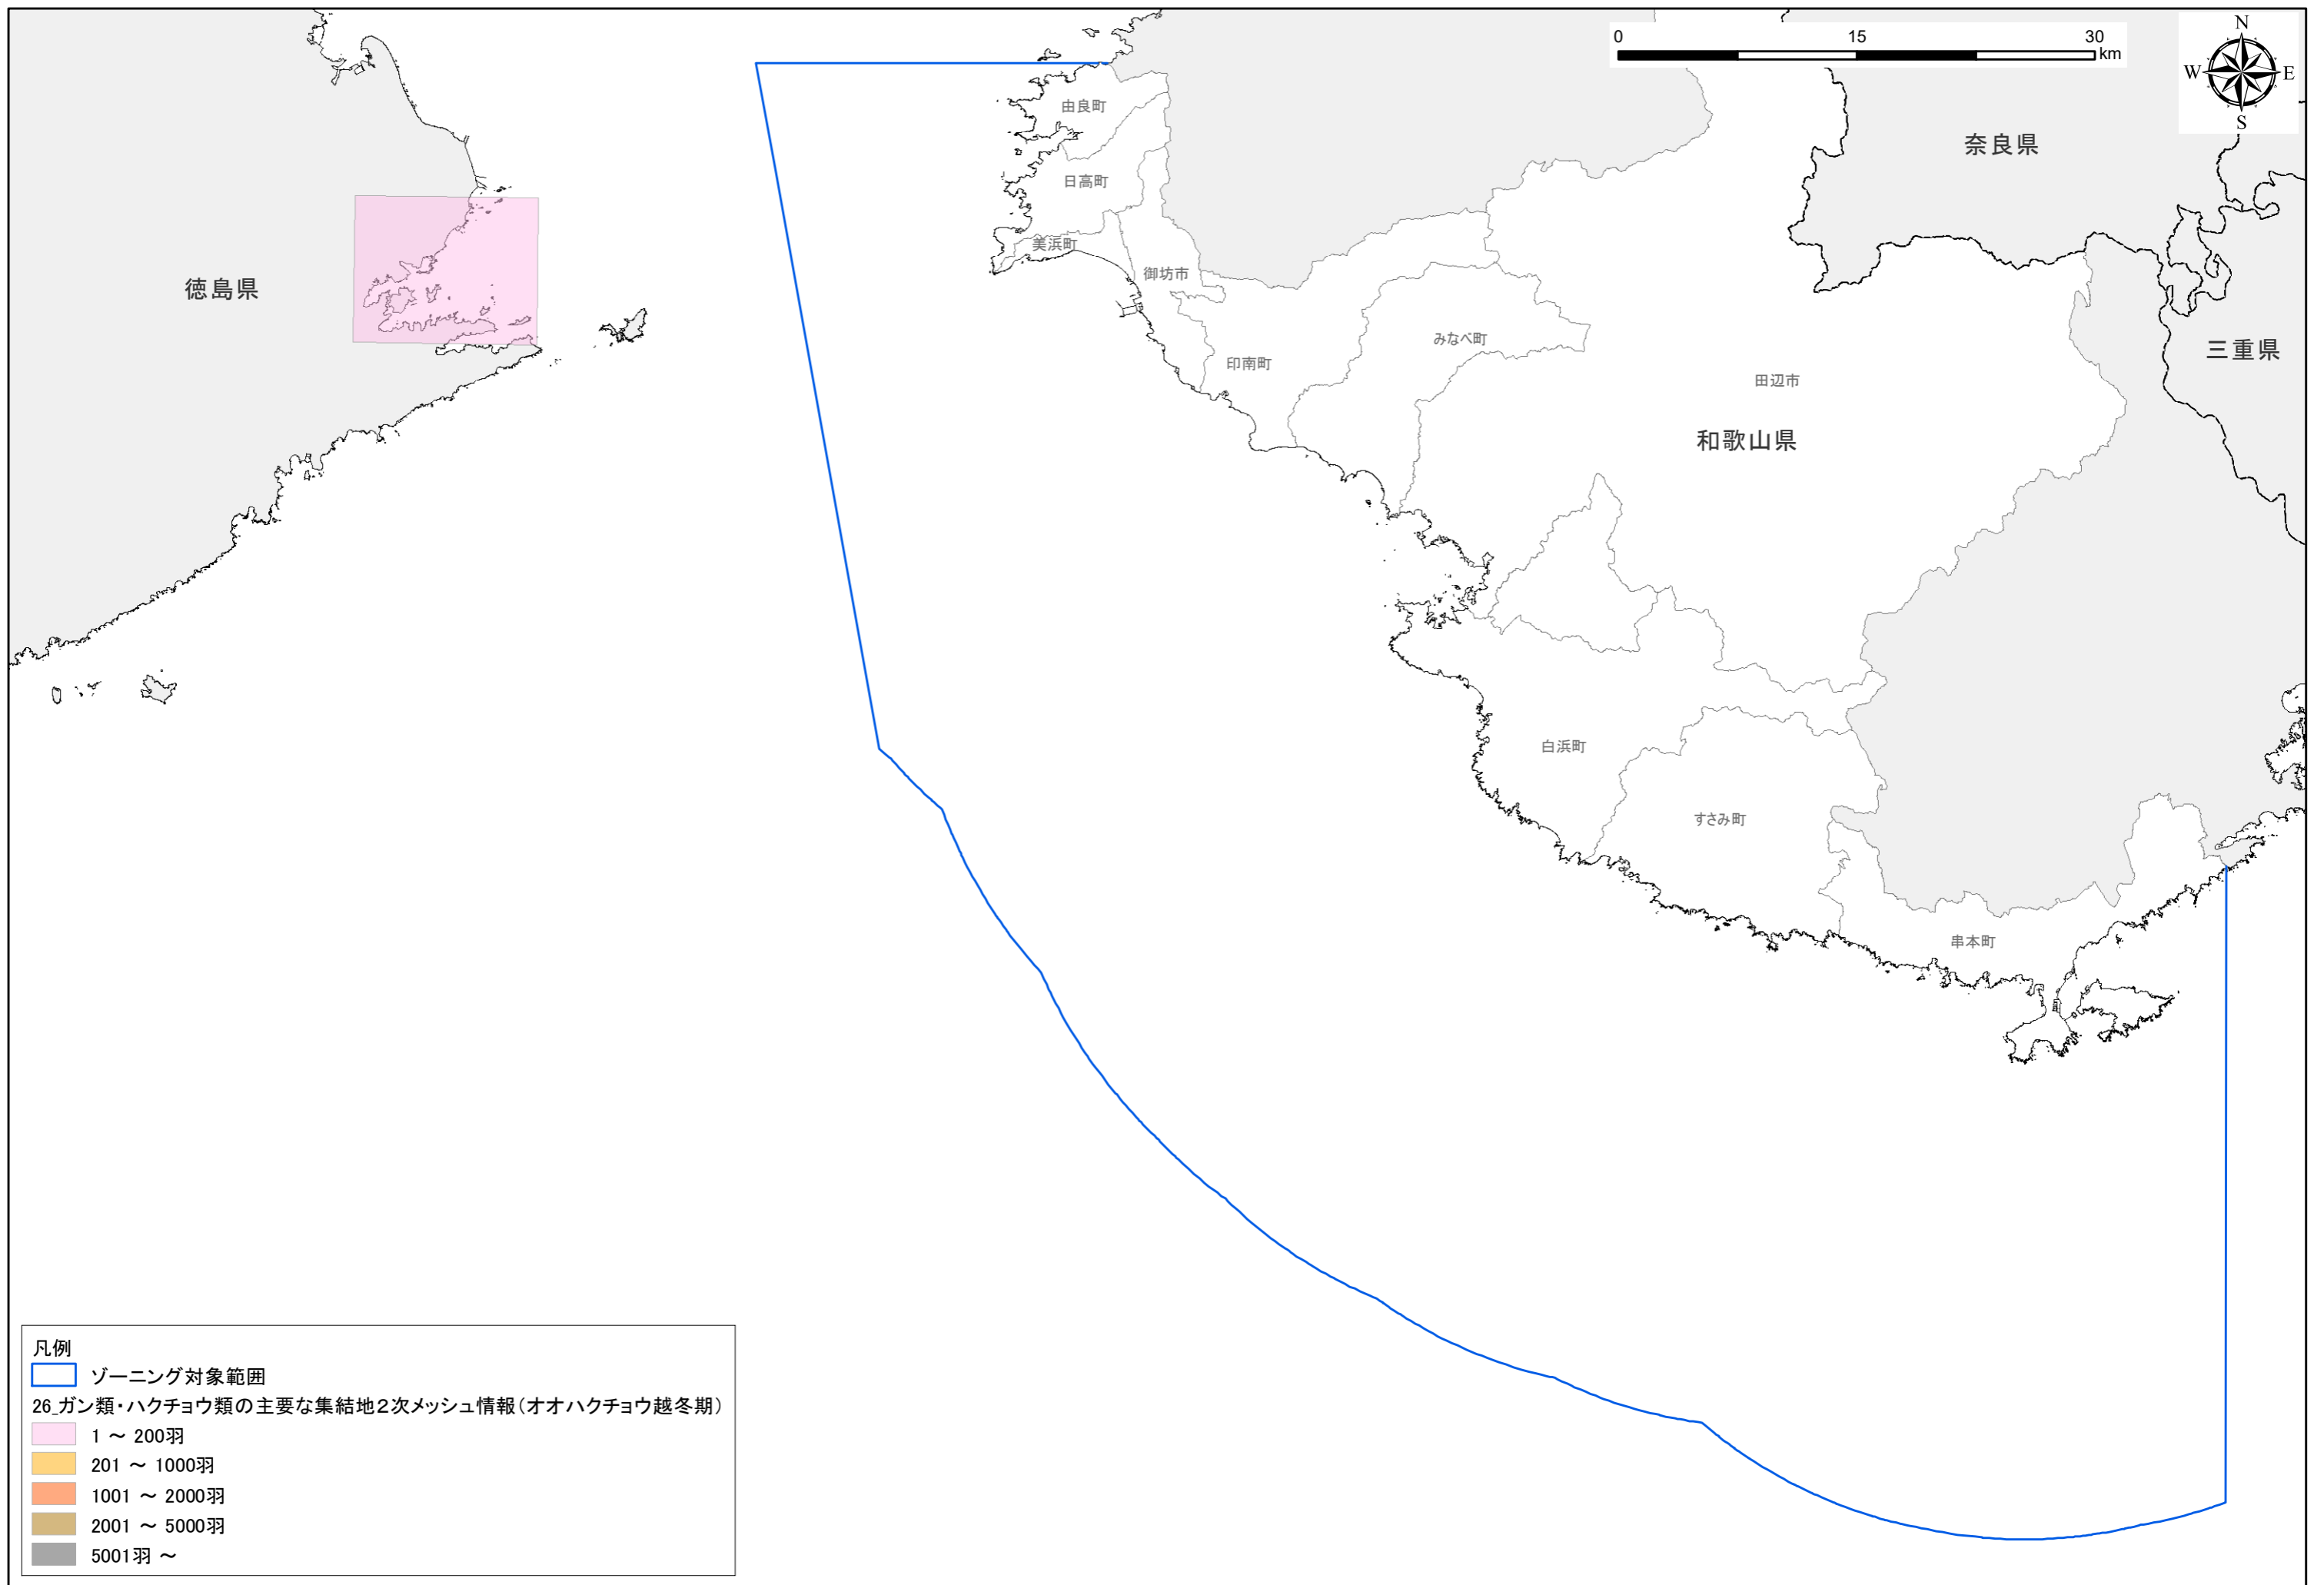 0 15 30
km
N
W E
S
由良町
奈良県
日高町
美浜町
御坊市
徳島県
みなべ町
三重県
印南町
田辺市
和歌山県
白浜町
すさみ町
串本町
凡例
ゾーニング対象範囲
26_ガン類・ハクチョウ類の主要な集結地2次メッシュ情報(オオハクチョウ越冬期)
1 ~ 200羽
201 ~ 1000羽
1001 ~ 2000羽
2001 ~ 5000羽
5001羽 ~